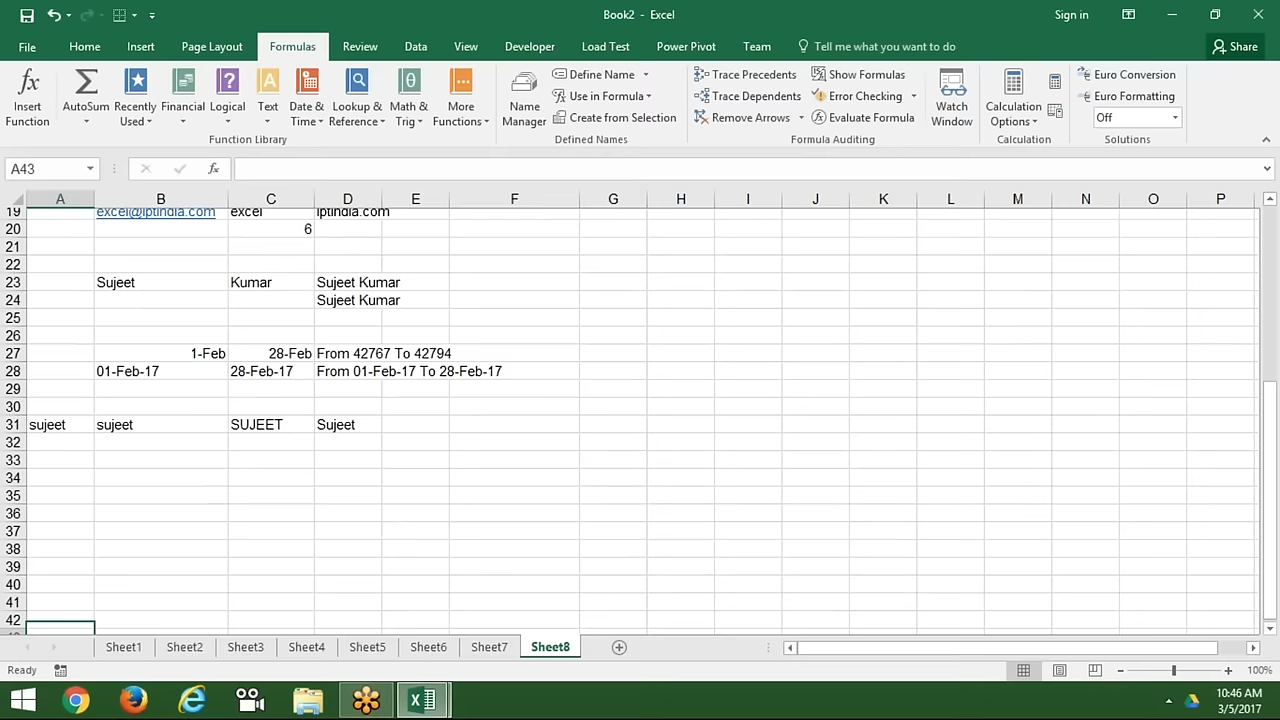 Book2 - Excel
Sign in
File Home Insert Page Layout Formulas Review Data View Developer Load Test Power Pivot Team Tell me what you want to do Share
Insert Function
AutoSum
Recently Used
Financial
Logical
Text
Date & Time
Lookup & Reference
Math & Trig
More Functions
Function Library
Name Manager
Define Name
Use in Formula
Create from Selection
Defined Names
Trace Precedents
Trace Dependents
Remove Arrows
Show Formulas
Error Checking
Evaluate Formula
Formula Auditing
Watch Window
Calculation Options
Calculation
Euro Conversion
Euro Formatting
Off
Solutions
A43 fx
A B C D E F G H I J K L M N O P
19 excel@iptindia.com excel iptindia.com
20 6
21
22
23 Sujeet Kumar Sujeet Kumar
24 Sujeet Kumar
25
26
27 1-Feb 28-Feb From 42767 To 42794
28 01-Feb-17 28-Feb-17 From 01-Feb-17 To 28-Feb-17
29
30
31 sujeet sujeet SUJEET Sujeet
32
33
34
35
36
37
38
39
40
41
42
Sheet1 Sheet2 Sheet3 Sheet4 Sheet5 Sheet6 Sheet7 Sheet8
Ready 100%
10:46 AM
3/5/2017